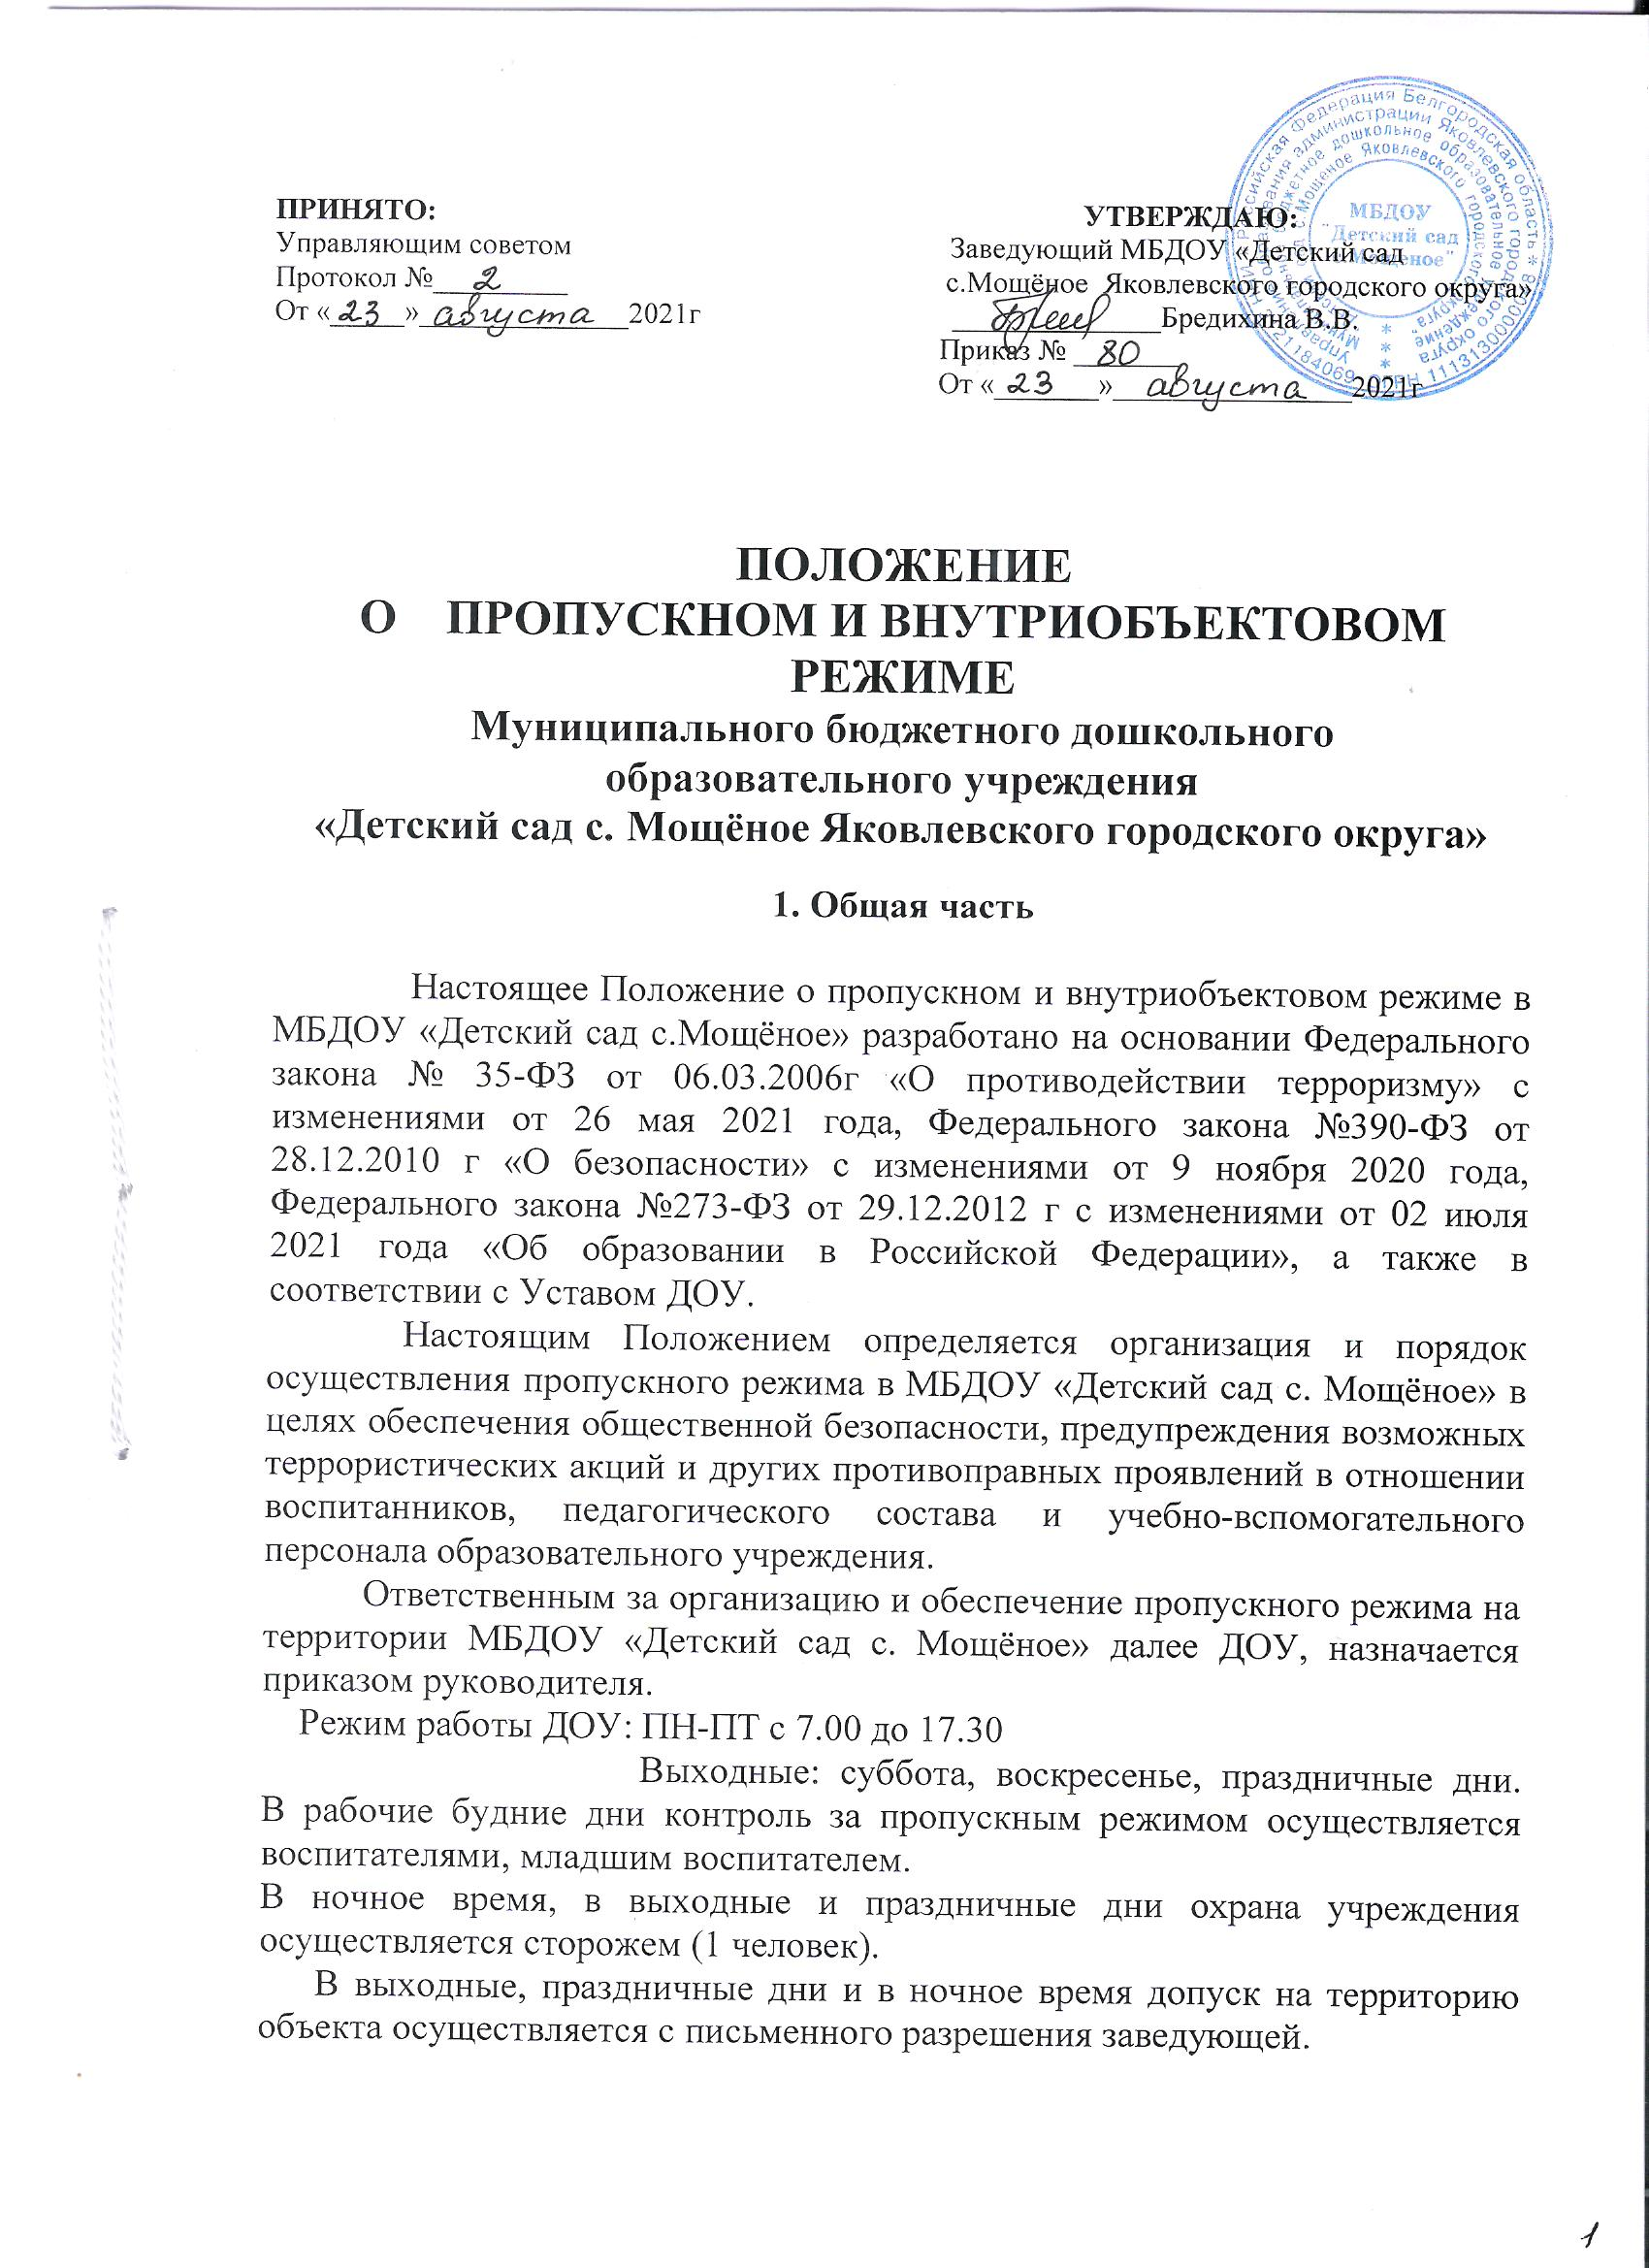 ПРИНЯТО:
Управляющим советом
Протокол № 2
От «23» августа 2021г
УТВЕРЖДАЮ:
Заведующий МБДОУ «Детский сад
с.Мощёное Яковлевского городского округа»
Бредихина В.В.
Приказ № 80
От «23» августа 2021г
МБДОУ
"Детский сад
с. Мощеное"
ПОЛОЖЕНИЕ
О ПРОПУСКНОМ И ВНУТРИОБЪЕКТОВОМ
РЕЖИМЕ
Муниципального бюджетного дошкольного
образовательного учреждения
«Детский сад с. Мощёное Яковлевского городского округа»
1. Общая часть
Настоящее Положение о пропускном и внутриобъектовом режиме в
МБДОУ «Детский сад с.Мощёное» разработано на основании Федерального
закона № 35-ФЗ от 06.03.2006г «О противодействии терроризму» с
изменениями от 26 мая 2021 года, Федерального закона №390-ФЗ от
28.12.2010 г «О безопасности» с изменениями от 9 ноября 2020 года,
Федерального закона №273-ФЗ от 29.12.2012 г с изменениями от 02 июля
2021 года «Об образовании в Российской Федерации», а также в
соответствии с Уставом ДОУ.
Настоящим Положением определяется организация и порядок
осуществления пропускного режима в МБДОУ «Детский сад с. Мощёное» в
целях обеспечения общественной безопасности, предупреждения возможных
террористических акций и других противоправных проявлений в отношении
воспитанников, педагогического состава и учебно-вспомогательного
персонала образовательного учреждения.
Ответственным за организацию и обеспечение пропускного режима на
территории МБДОУ «Детский сад с. Мощёное» далее ДОУ, назначается
приказом руководителя.
Режим работы ДОУ: ПН-ПТ с 7.00 до 17.30
Выходные: суббота, воскресенье, праздничные дни.
В рабочие будние дни контроль за пропускным режимом осуществляется
воспитателями, младшим воспитателем.
В ночное время, в выходные и праздничные дни охрана учреждения
осуществляется сторожем (1 человек).
В выходные, праздничные дни и в ночное время допуск на территорию
объекта осуществляется с письменного разрешения заведующей.
1